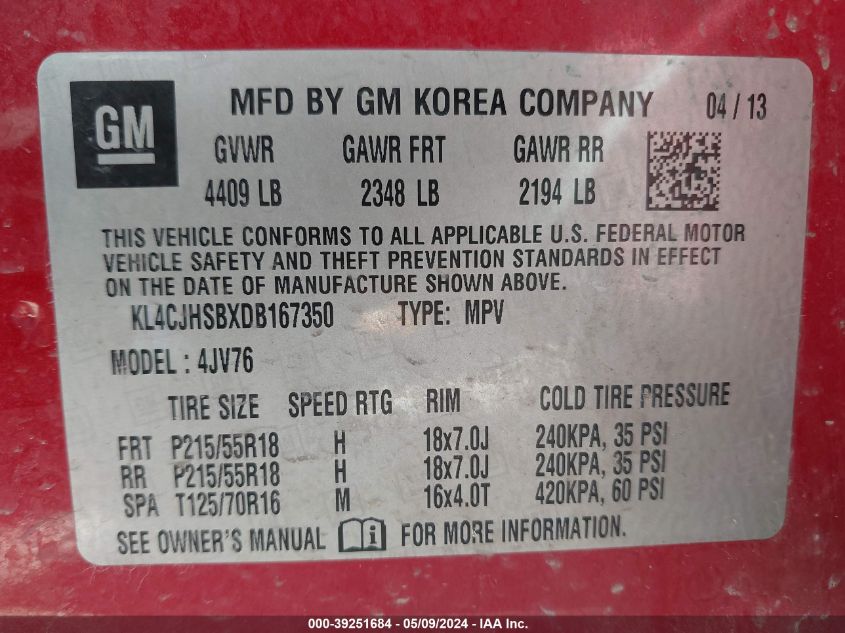 GM
MFD BY GM KOREA COMPANY 04 / 13
GVWR GAWR FRT GAWR RR
4409 LB 2348 LB 2194 LB
THIS VEHICLE CONFORMS TO ALL APPLICABLE U.S. FEDERAL MOTOR
VEHICLE SAFETY AND THEFT PREVENTION STANDARDS IN EFFECT
ON THE DATE OF MANUFACTURE SHOWN ABOVE.
KL4CJHSBXDB167350 TYPE: MPV
MODEL : 4JV76
TIRE SIZE SPEED RTG RIM COLD TIRE PRESSURE
FRT P215/55R18 H 18x7.0J 240KPA, 35 PSI
RR P215/55R18 H 18x7.0J 240KPA, 35 PSI
SPA T125/70R16 M 16x4.0T 420KPA, 60 PSI
SEE OWNER'S MANUAL i FOR MORE INFORMATION.
000-39251684 - 05/09/2024 - IAA Inc.